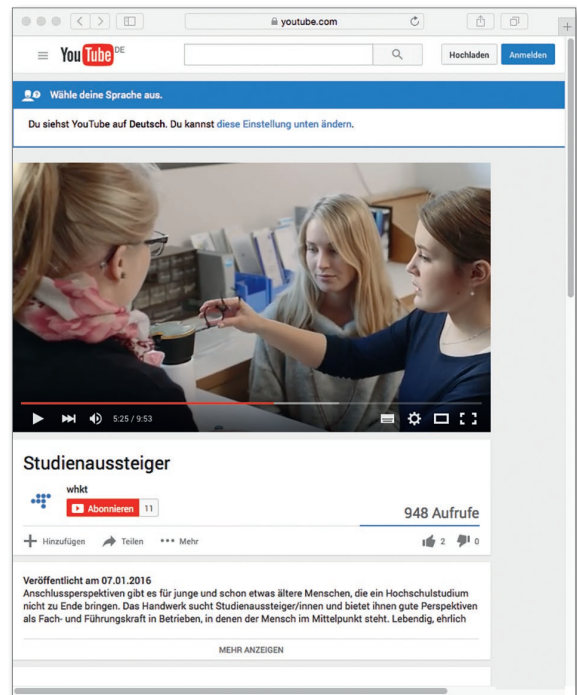 youtube.com
YouTube DE
Hochladen
Anmelden
Wähle deine Sprache aus.
Du siehst YouTube auf Deutsch. Du kannst diese Einstellung unten ändern.
5:25 / 9:53
Studienaussteiger
whkt
Abonnieren 11
948 Aufrufe
Hinzufügen Teilen Mehr 2 0
Veröffentlicht am 07.01.2016
Anschlussperspektiven gibt es für junge und schon etwas ältere Menschen, die ein Hochschulstudium
nicht zu Ende bringen. Das Handwerk sucht Studienaussteiger/innen und bietet ihnen gute Perspektiven
als Fach- und Führungskraft in Betrieben, in denen der Mensch im Mittelpunkt steht. Lebendig, ehrlich
MEHR ANZEIGEN